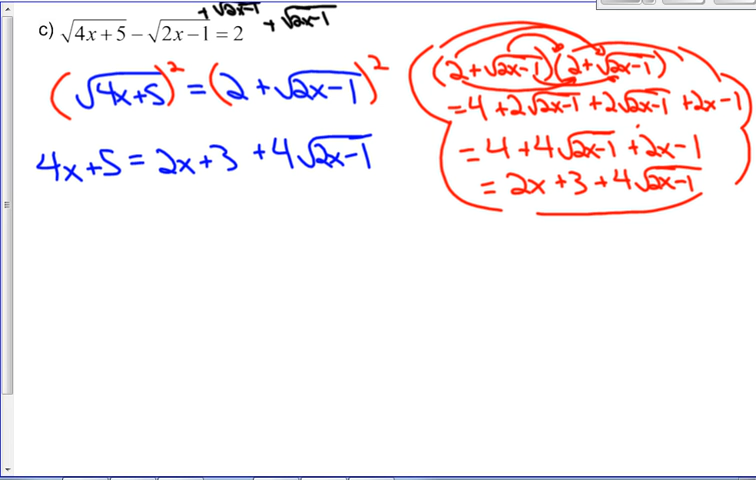 +√(2x-1) +√(2x-1)
c) √(4x + 5) − √(2x − 1) = 2
(√(4x+5))² = (2 + √(2x-1))²
4x+5 = 2x+3 +4√(2x-1)
(2+√(2x-1))(2+√(2x-1))
=4 +2√(2x-1) +2√(2x-1) +2x-1
=4 +4√(2x-1) +2x-1
= 2x +3 +4√(2x-1)